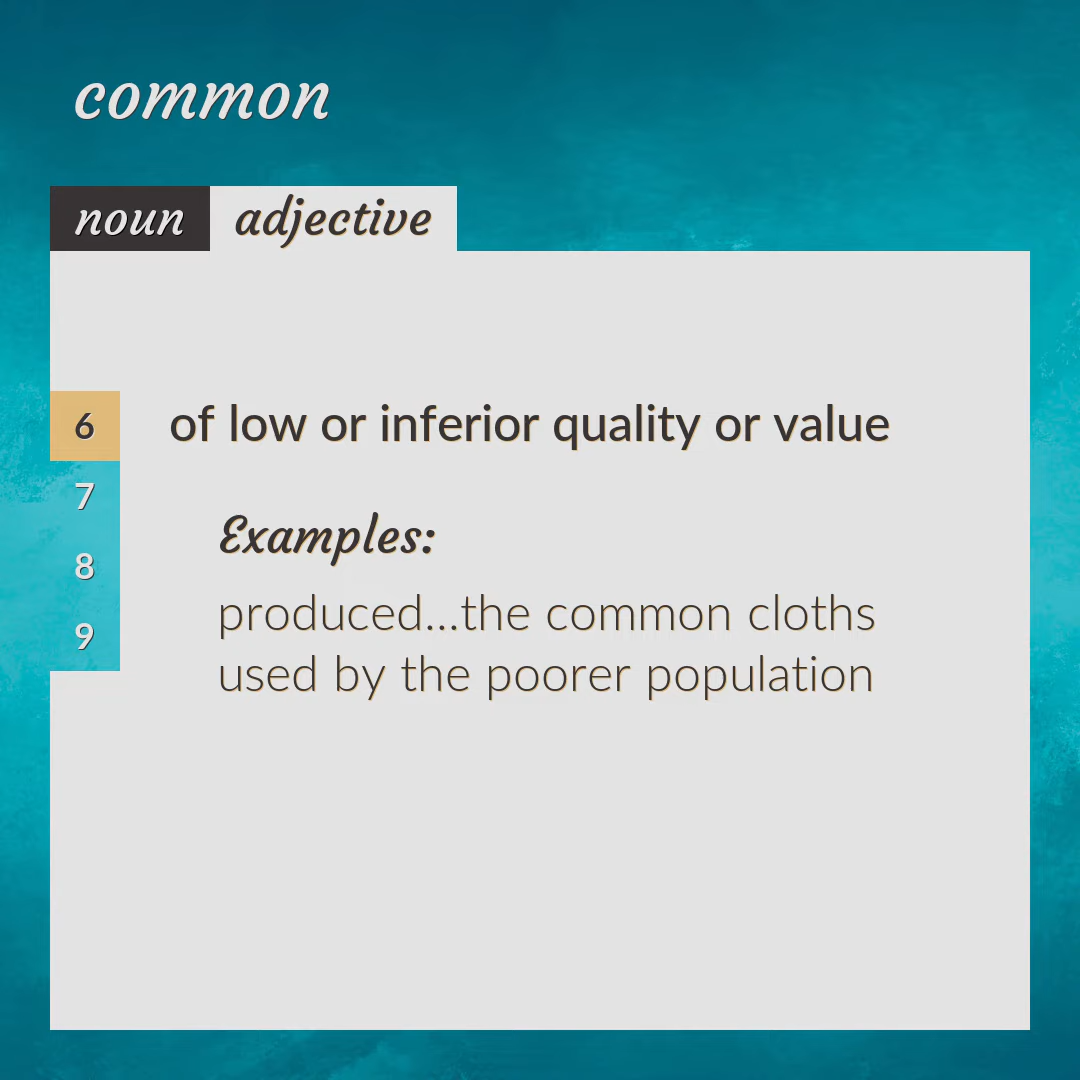 common
noun adjective
6 of low or inferior quality or value
7
Examples:
8
produced...the common cloths
9
used by the poorer population